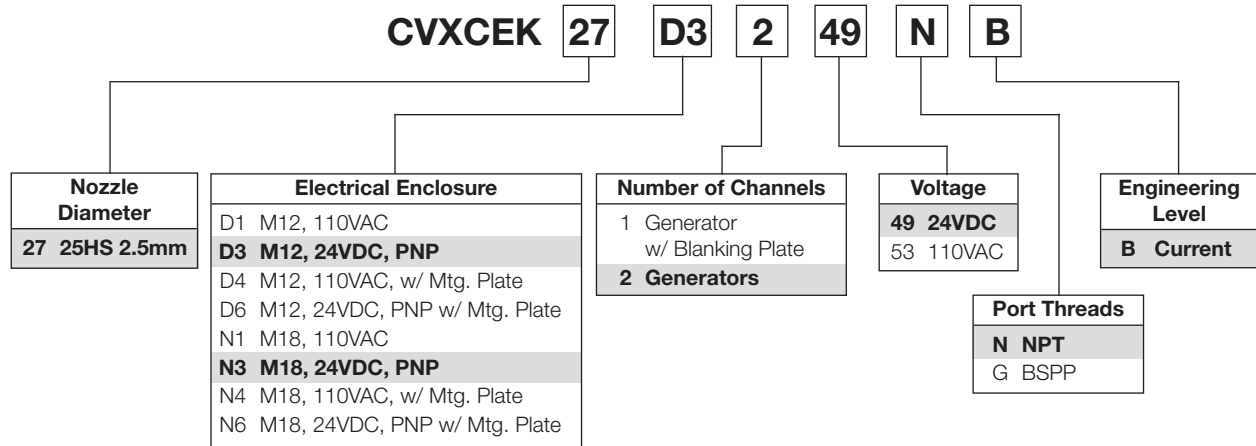 CVXCEK 27 D3 2 49 N B
Nozzle
Diameter
27 25HS 2.5mm
Electrical Enclosure
D1 M12, 110VAC
D3 M12, 24VDC, PNP
D4 M12, 110VAC, w/ Mtg. Plate
D6 M12, 24VDC, PNP w/ Mtg. Plate
N1 M18, 110VAC
N3 M18, 24VDC, PNP
N4 M18, 110VAC, w/ Mtg. Plate
N6 M18, 24VDC, PNP w/ Mtg. Plate
Number of Channels
1 Generator
w/ Blanking Plate
2 Generators
Voltage
49 24VDC
53 110VAC
Port Threads
N NPT
G BSPP
Engineering
Level
B Current